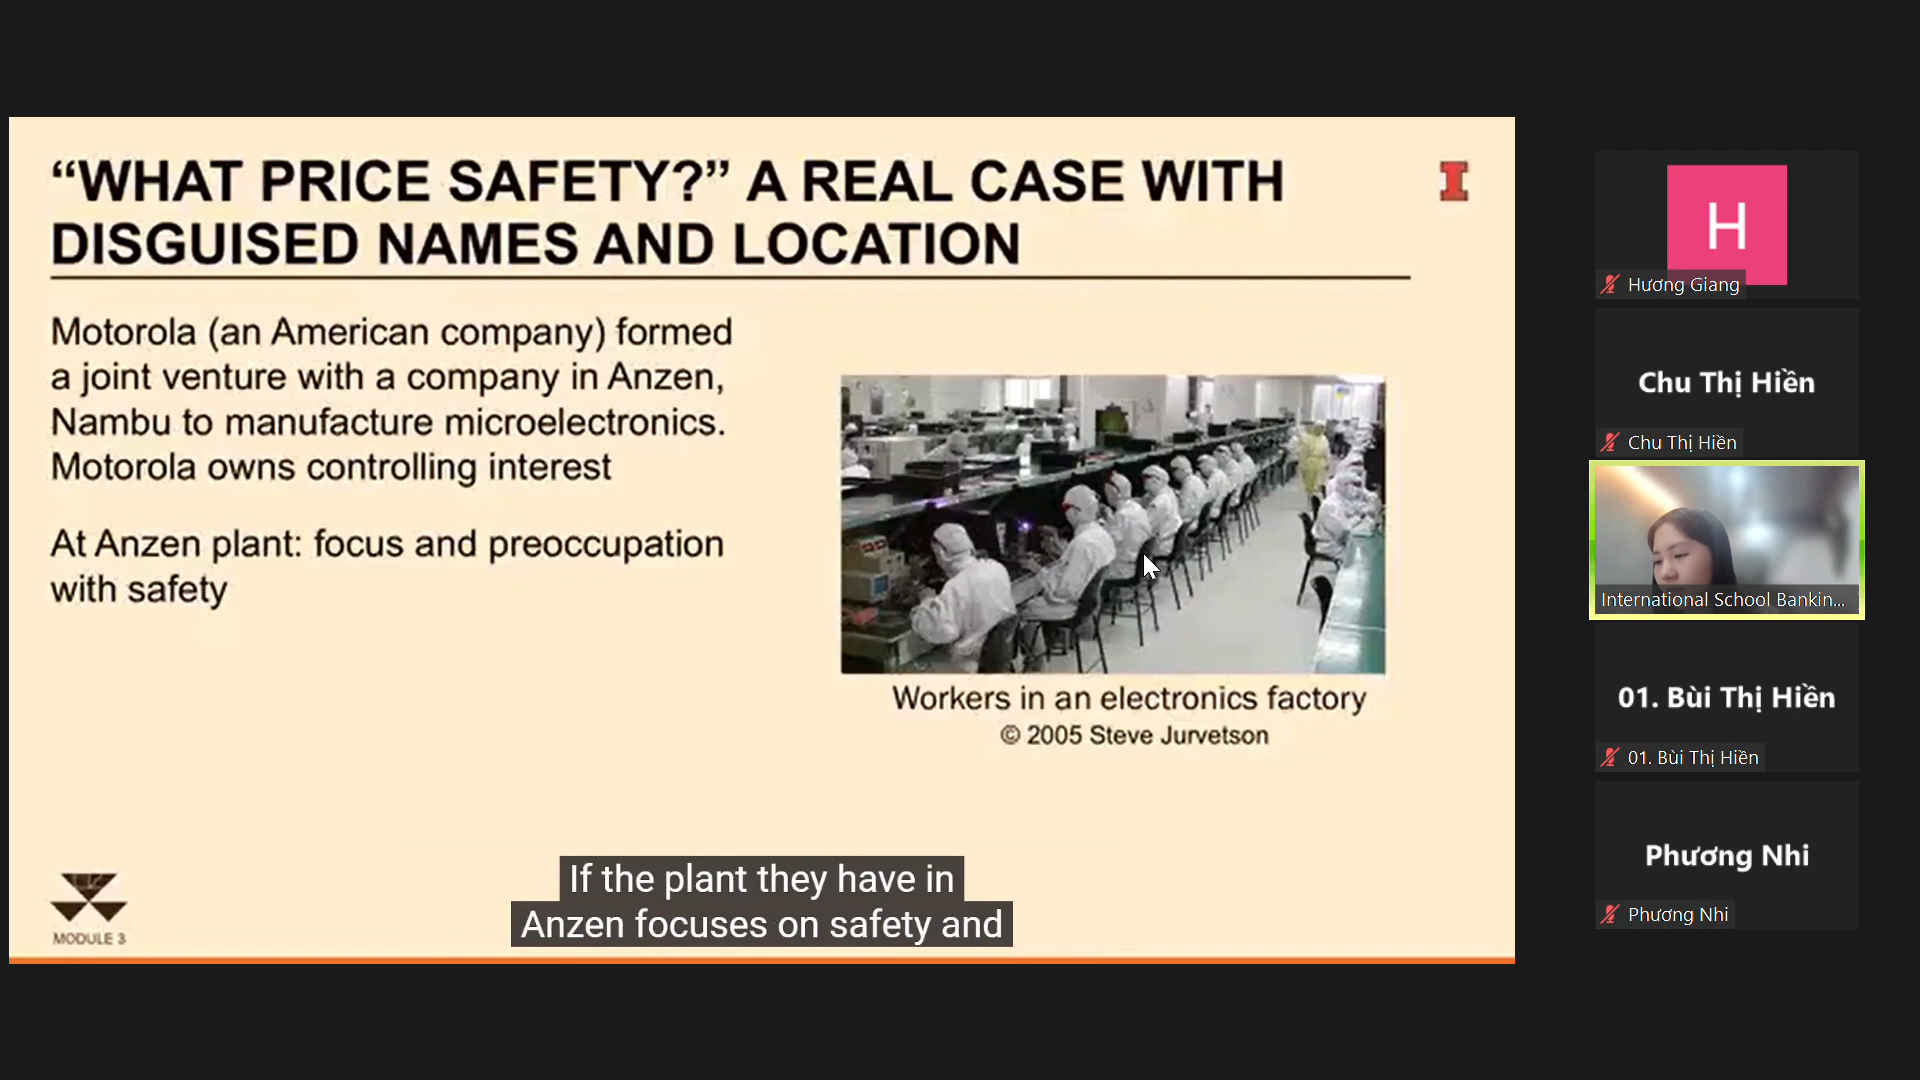 “WHAT PRICE SAFETY?” A REAL CASE WITH
DISGUISED NAMES AND LOCATION
Motorola (an American company) formed
a joint venture with a company in Anzen,
Nambu to manufacture microelectronics.
Motorola owns controlling interest
At Anzen plant: focus and preoccupation
with safety
Workers in an electronics factory
© 2005 Steve Jurvetson
If the plant they have in
Anzen focuses on safety and
MODULE 3
H
Hương Giang
Chu Thị Hiền
Chu Thị Hiền
International School Bankin...
01. Bùi Thị Hiền
01. Bùi Thị Hiền
Phương Nhi
Phương Nhi